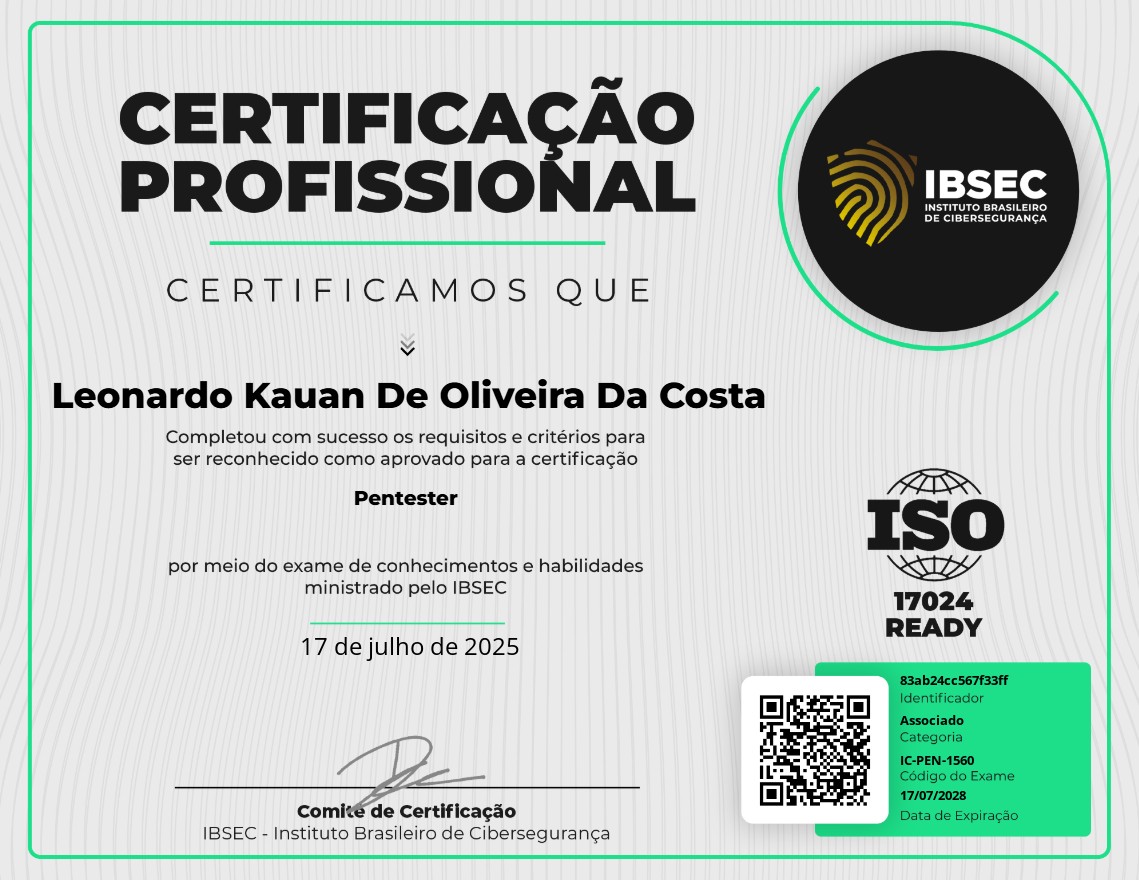 CERTIFICAÇÃO
PROFISSIONAL
CERTIFICAMOS QUE
Leonardo Kauan De Oliveira Da Costa
Completou com sucesso os requisitos e critérios para
ser reconhecido como aprovado para a certificação
Pentester
por meio do exame de conhecimentos e habilidades
ministrado pelo IBSEC
17 de julho de 2025
Comitê de Certificação
IBSEC - Instituto Brasileiro de Cibersegurança
IBSEC
INSTITUTO BRASILEIRO
DE CIBERSEGURANÇA
ISO
17024
READY
83ab24cc567f33ff
Identificador
Associado
Categoria
IC-PEN-1560
Código do Exame
17/07/2028
Data de Expiração